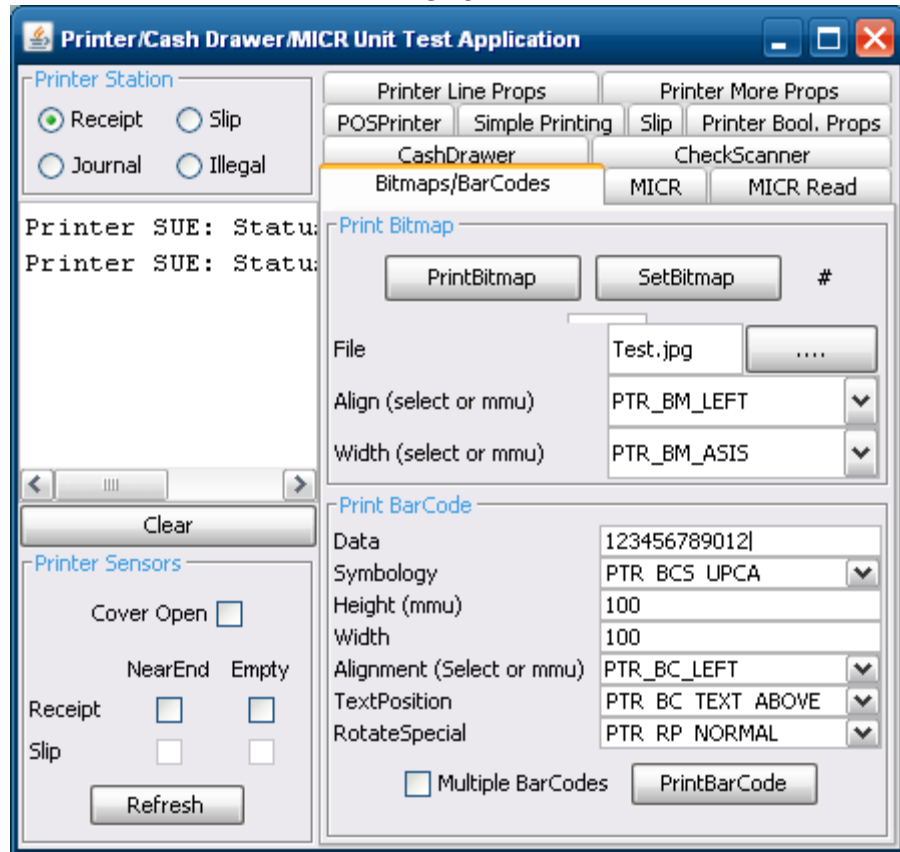 Printer/Cash Drawer/MICR Unit Test Application
Printer Station
Receipt Slip
Journal Illegal
Printer SUE: Statu
Printer SUE: Statu
Clear
Printer Sensors
Cover Open
NearEnd Empty
Receipt
Slip
Refresh
Printer Line Props Printer More Props
POSPrinter Simple Printing Slip Printer Bool. Props
CashDrawer CheckScanner
Bitmaps/BarCodes MICR MICR Read
Print Bitmap
PrintBitmap SetBitmap #
File Test.jpg ....
Align (select or mmu) PTR_BM_LEFT
Width (select or mmu) PTR_BM_ASIS
Print BarCode
Data 123456789012
Symbology PTR_BCS_UPCA
Height (mmu) 100
Width 100
Alignment (Select or mmu) PTR_BC_LEFT
TextPosition PTR_BC_TEXT_ABOVE
RotateSpecial PTR_RP_NORMAL
Multiple BarCodes PrintBarCode